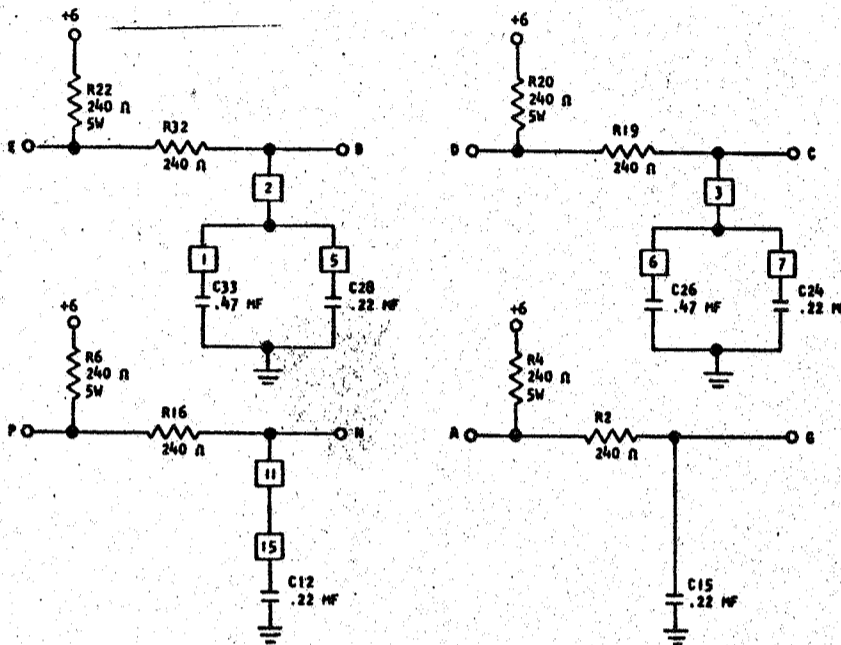 +6
R22
240 Ω
5W
E
R32
240 Ω
B
2
1
5
C33
.47 MF
C28
.22 MF
+6
R20
240 Ω
5W
D
R19
240 Ω
C
3
6
7
C26
.47 MF
C24
.22 MF
+6
R6
240 Ω
5W
P
R16
240 Ω
N
11
15
C12
.22 MF
+6
R4
240 Ω
5W
A
R2
240 Ω
G
C15
.22 MF